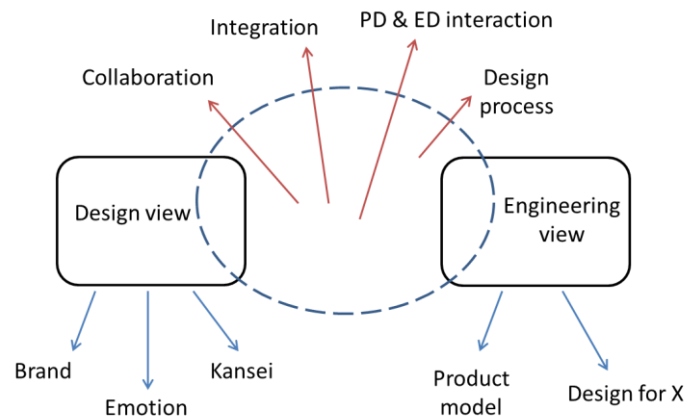 PD & ED interaction
Integration
Collaboration
Design
process
Design view
Engineering
view
Brand
Emotion
Kansei
Product
model
Design for X